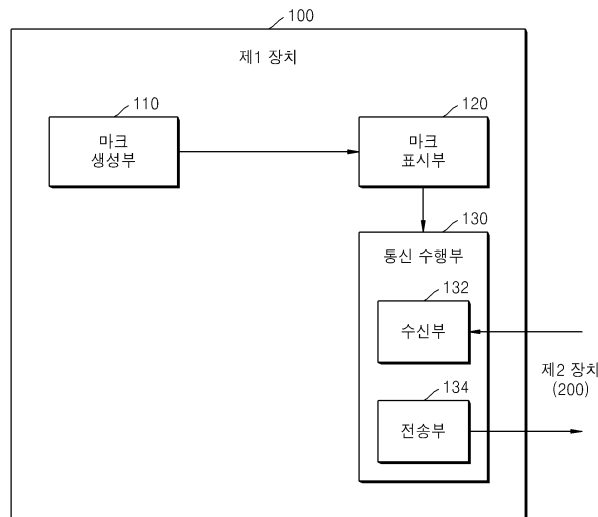 100
제1 장치
110
마크
생성부
120
마크
표시부
130
통신 수행부
132
수신부
134
전송부
제2 장치
(200)